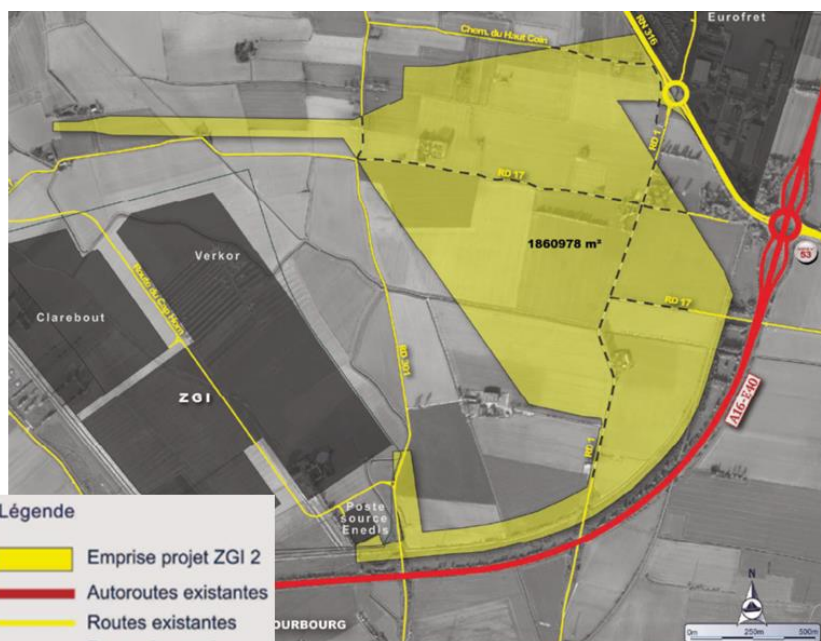 Eurofret
RN 316
Chem. du Haut Coin
RD 1
RD 17
1860978 m²
53
Verkor
Route du Cap Horn
Clarebout
RD 17
RD 301
ZGI
A16-E40
RD 1
Poste
source
Enedis
Légende
Emprise projet ZGI 2
Autoroutes existantes
Routes existantes
OURBOURG
N
0m 250m 500m